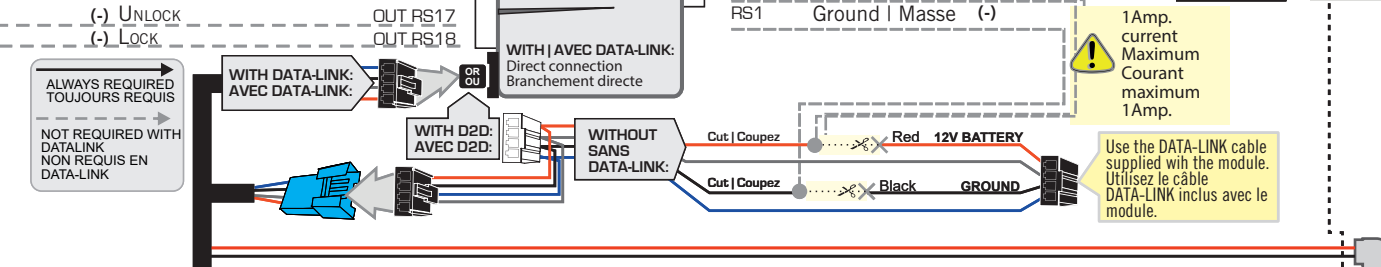 (-) UNLOCK OUT RS17
(-) LOCK OUT RS18
RS1 Ground | Masse (-)
1Amp.
current
Maximum
Courant
maximum
1Amp.
WITH | AVEC DATA-LINK:
Direct connection
Branchement directe
ALWAYS REQUIRED
TOUJOURS REQUIS
NOT REQUIRED WITH
DATALINK
NON REQUIS EN
DATA-LINK
WITH DATA-LINK:
AVEC DATA-LINK:
OR
OU
WITH D2D:
AVEC D2D:
WITHOUT
SANS
DATA-LINK:
Cut | Coupez Red 12V BATTERY
Cut | Coupez Black GROUND
Use the DATA-LINK cable
supplied wih the module.
Utilisez le câble
DATA-LINK inclus avec le
module.